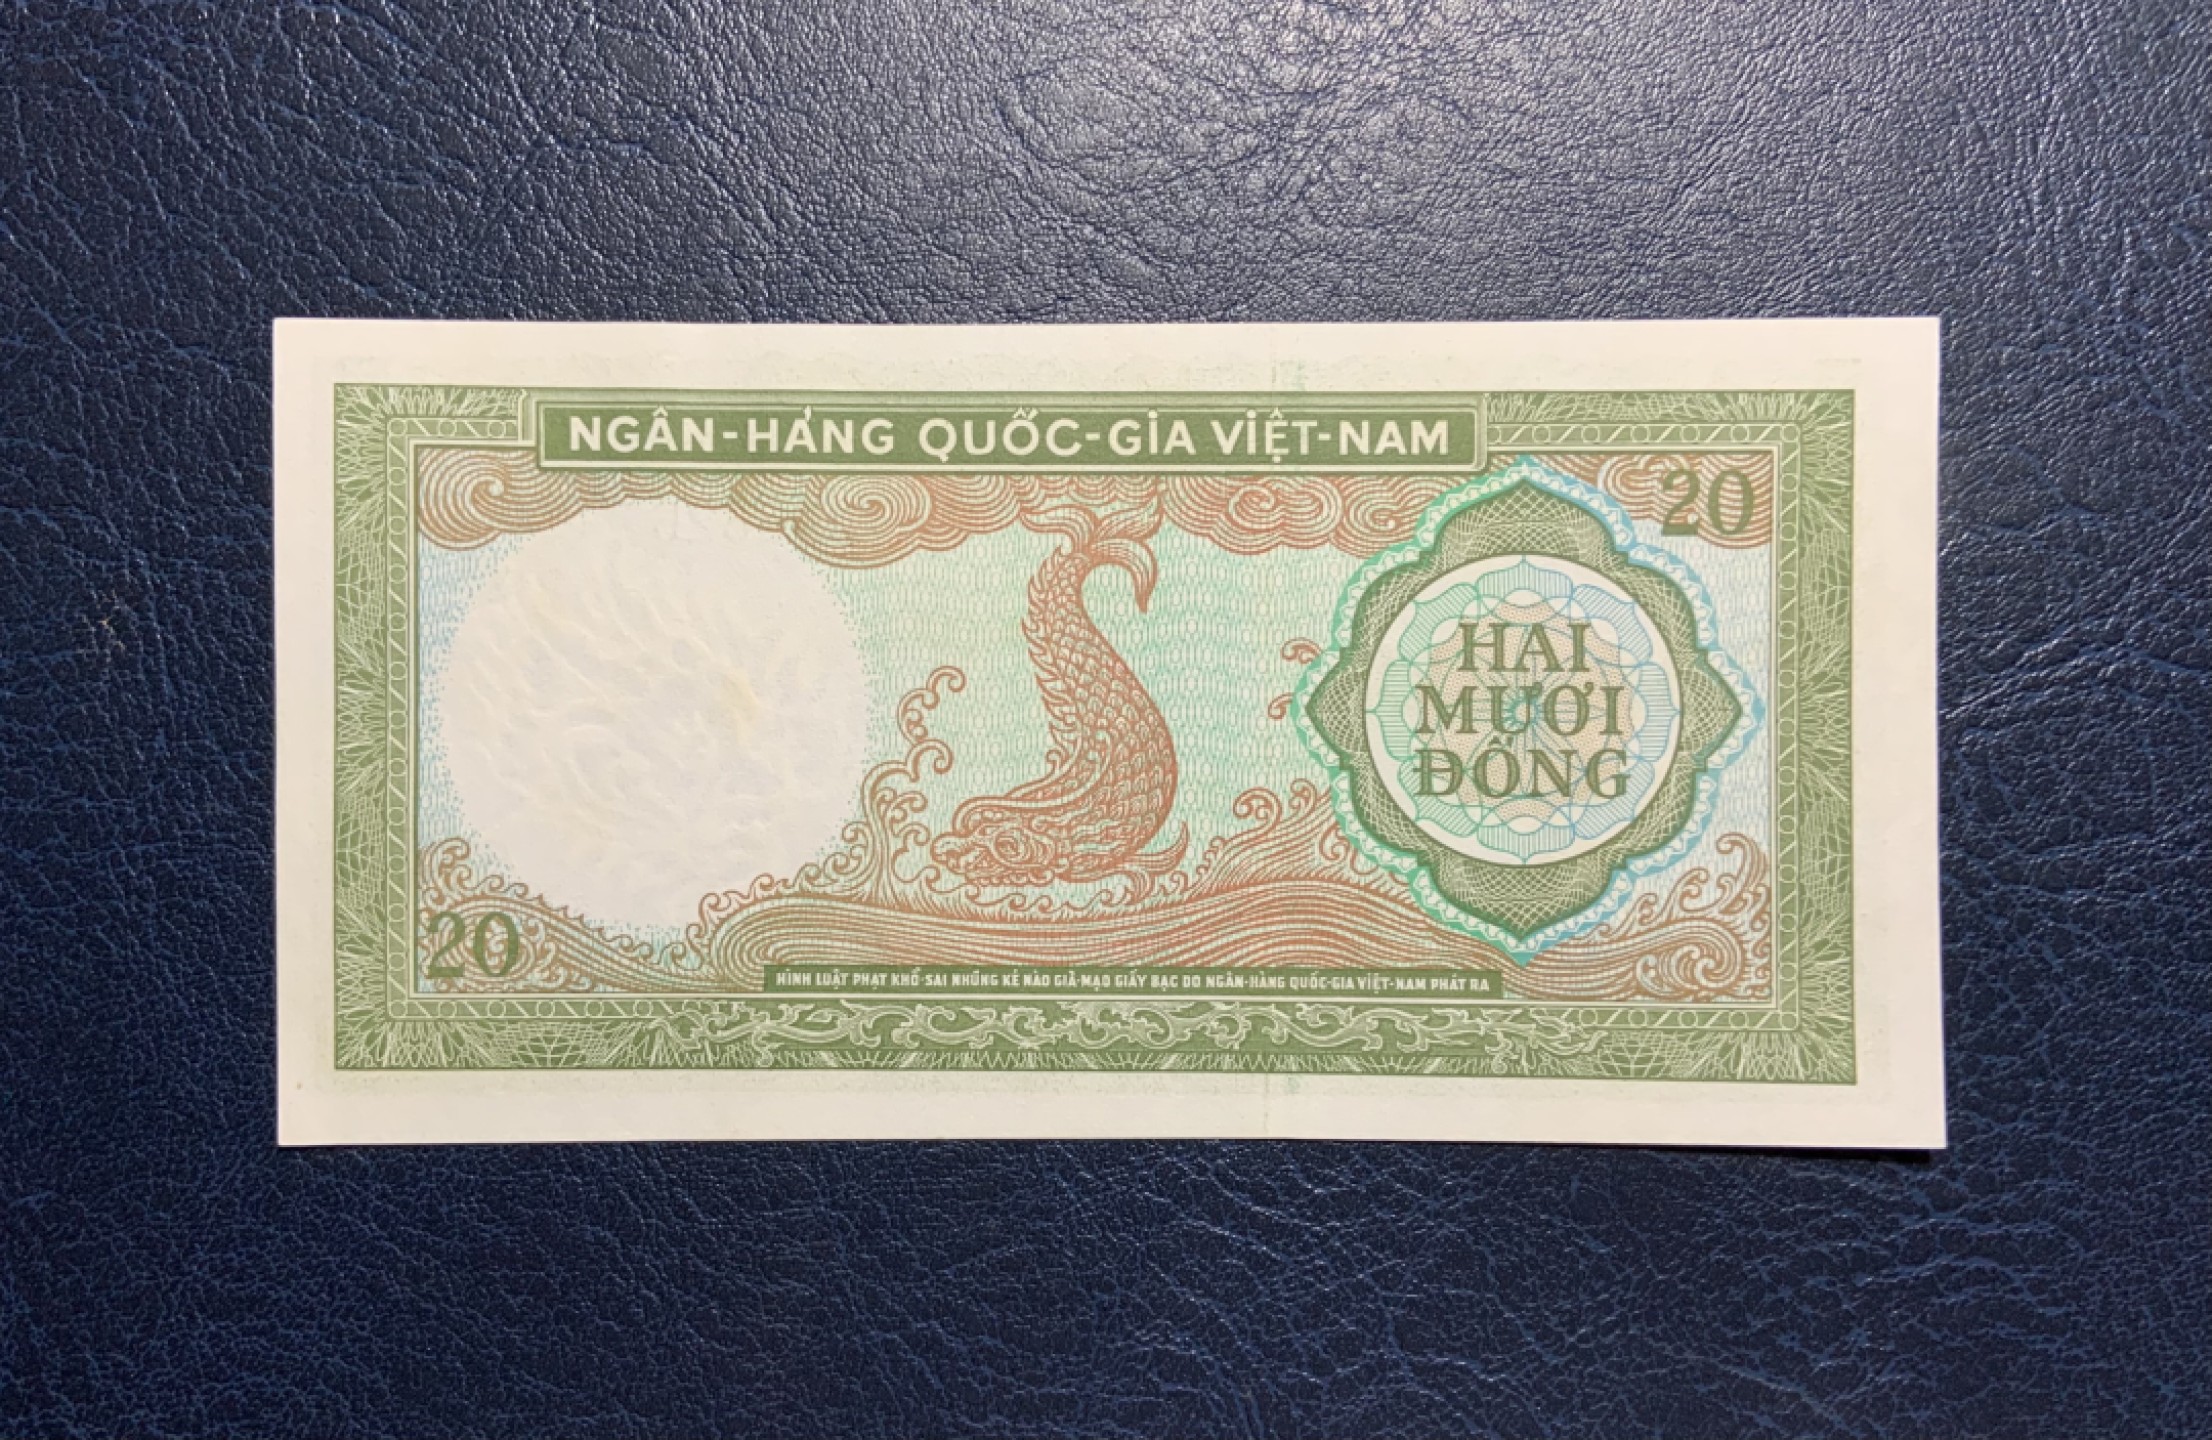 NGÂN-HÀNG QUỐC-GIA VIỆT-NAM
20
HAI
MƯƠI
ĐỒNG
20
HÌNH LUẬT PHẠT KHỔ-SAI NHỮNG KẺ NÀO GIẢ-MẠO GIẤY BẠC DO NGÂN-HÀNG QUỐC-GIA VIỆT-NAM PHÁT RA